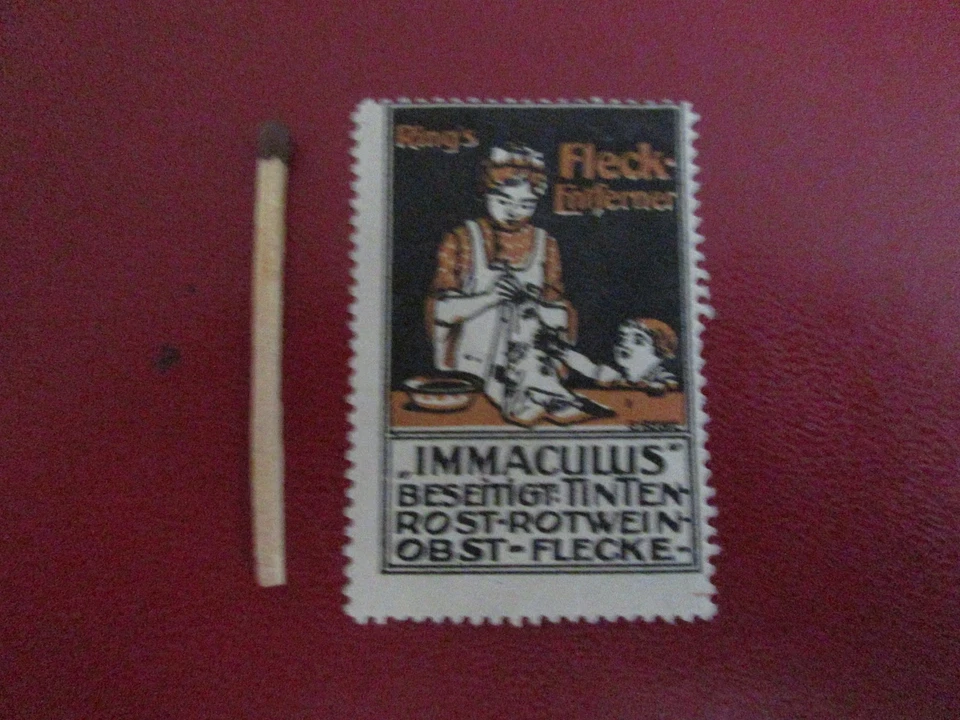 Ring's
Fleck-
Entferner
„IMMACULUS"
BESEITIGT: TINTEN-
ROST-ROTWEIN-
OBST-FLECKE-